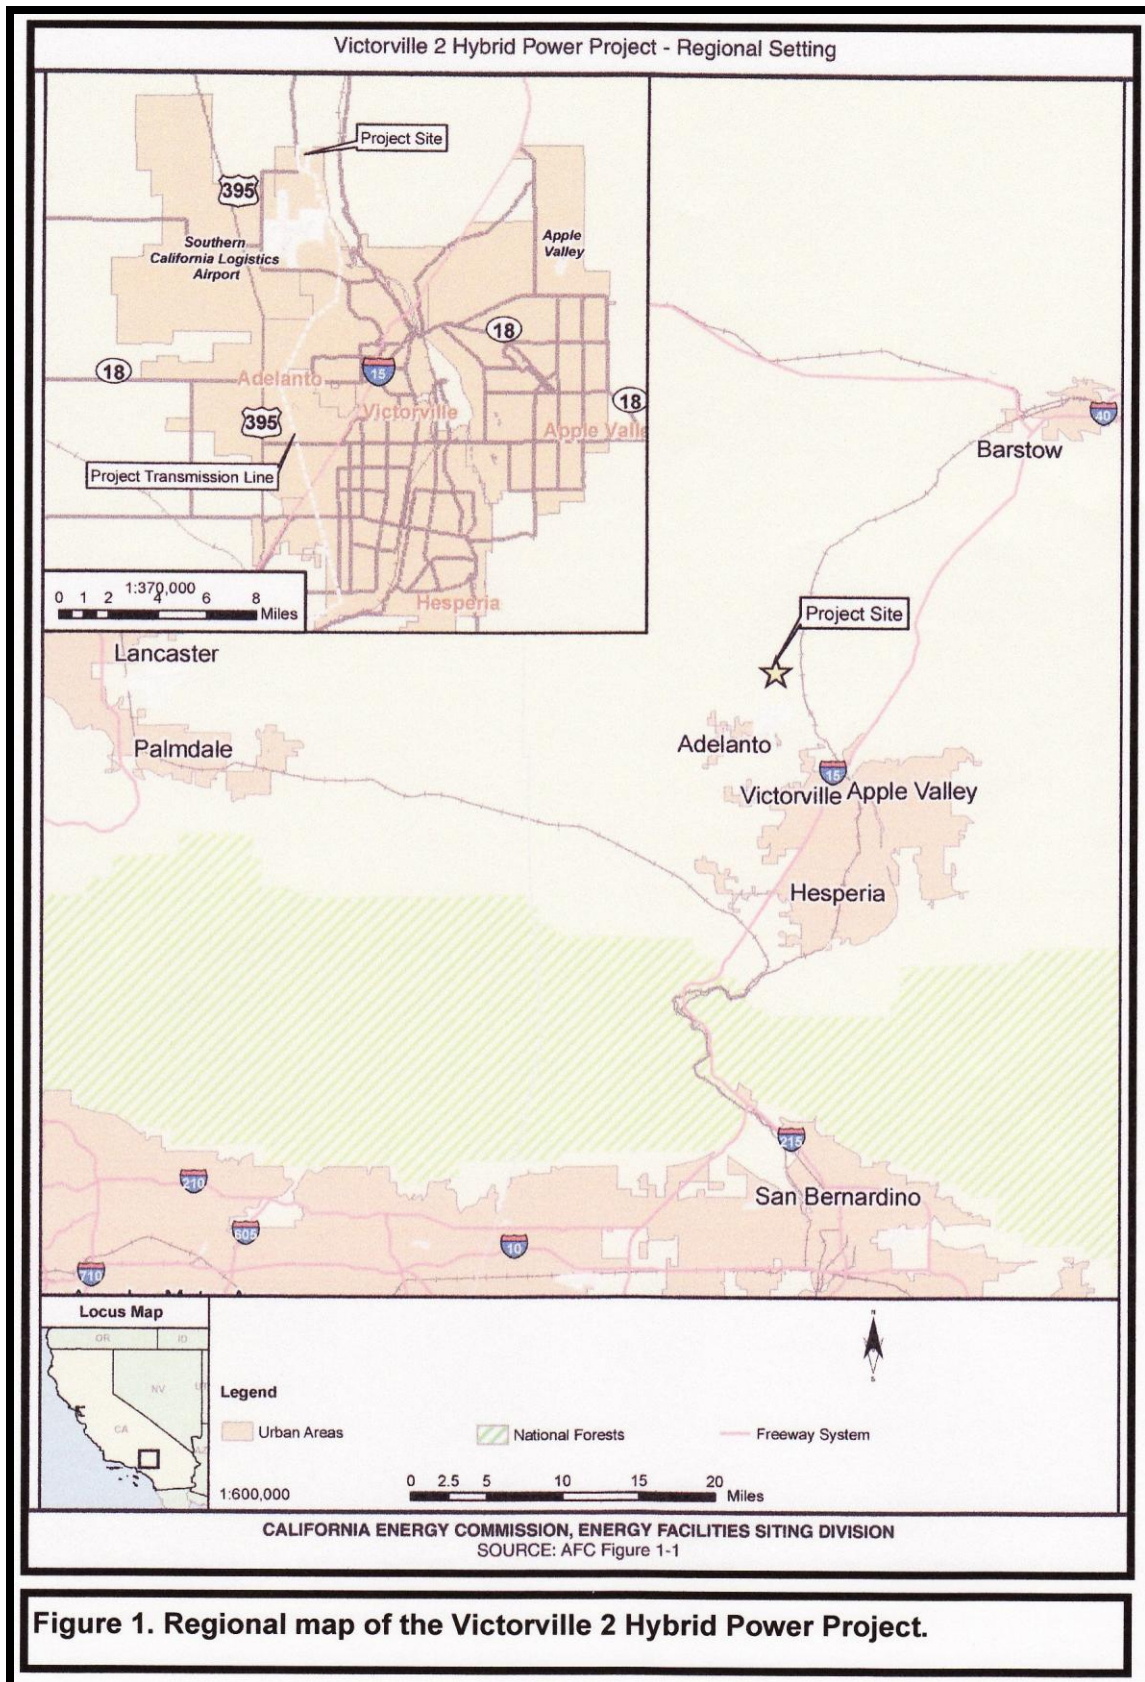 Victorville 2 Hybrid Power Project - Regional Setting
Project Site
395
Southern
California Logistics
Airport
Apple
Valley
18
18
15
Adelanto
18
Victorville
395
Apple Valle
Project Transmission Line
1:370,000
0 1 2 4 6 8
Miles
Hesperia
40
Barstow
Project Site
Lancaster
Palmdale
Adelanto
15
Victorville
Apple Valley
Hesperia
215
210
San Bernardino
605
10
710
Locus Map
OR
ID
NV
CA
N
S
Legend
Urban Areas
National Forests
Freeway System
1:600,000
0 2.5 5 10 15 20
Miles
CALIFORNIA ENERGY COMMISSION, ENERGY FACILITIES SITING DIVISION
SOURCE: AFC Figure 1-1
Figure 1. Regional map of the Victorville 2 Hybrid Power Project.